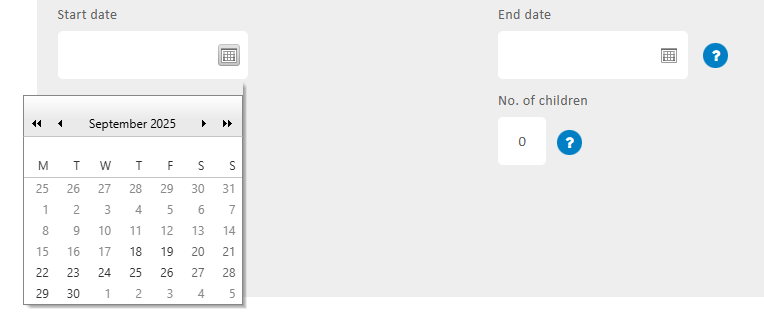 Start date
End date
?
September 2025
No. of children
0
?
M T W T F S S
25 26 27 28 29 30 31
1 2 3 4 5 6 7
8 9 10 11 12 13 14
15 16 17 18 19 20 21
22 23 24 25 26 27 28
29 30 1 2 3 4 5